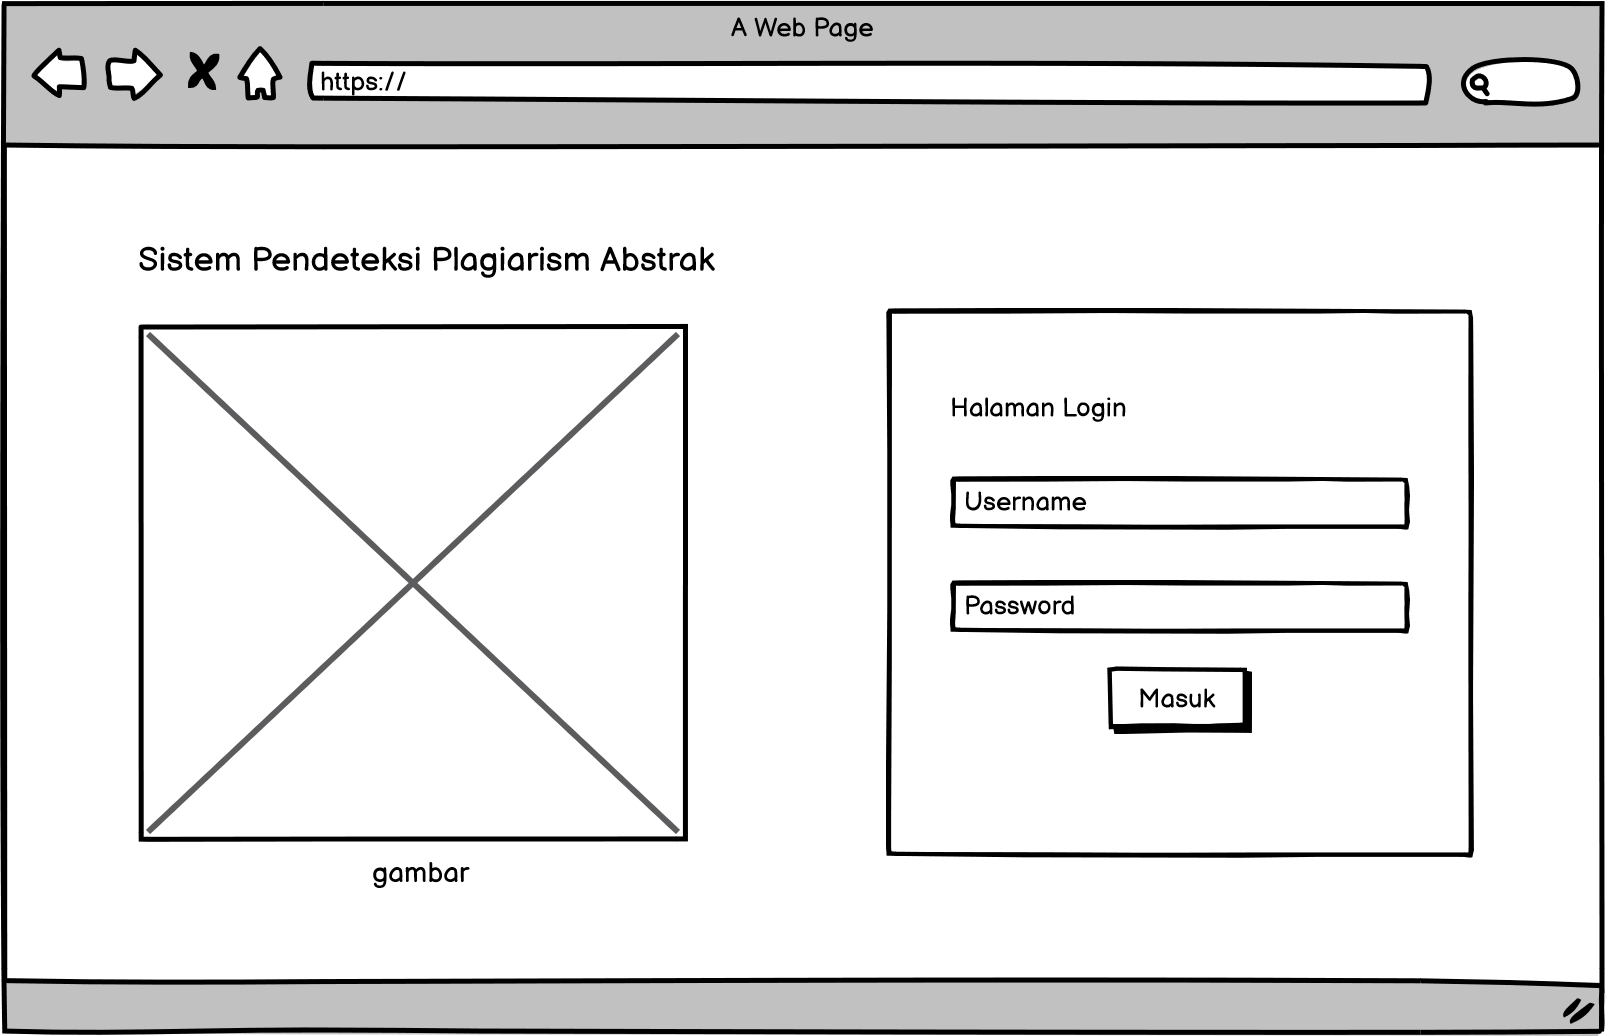 A Web Page
https://
Sistem Pendeteksi Plagiarism Abstrak
gambar
Halaman Login
Username
Password
Masuk